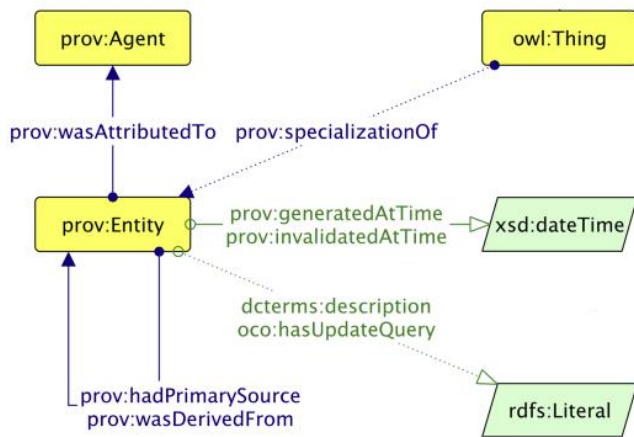 prov:Agent
owl:Thing
prov:wasAttributedTo
prov:specializationOf
prov:Entity
prov:generatedAtTime
prov:invalidatedAtTime
xsd:dateTime
dcterms:description
oco:hasUpdateQuery
prov:hadPrimarySource
prov:wasDerivedFrom
rdfs:Literal